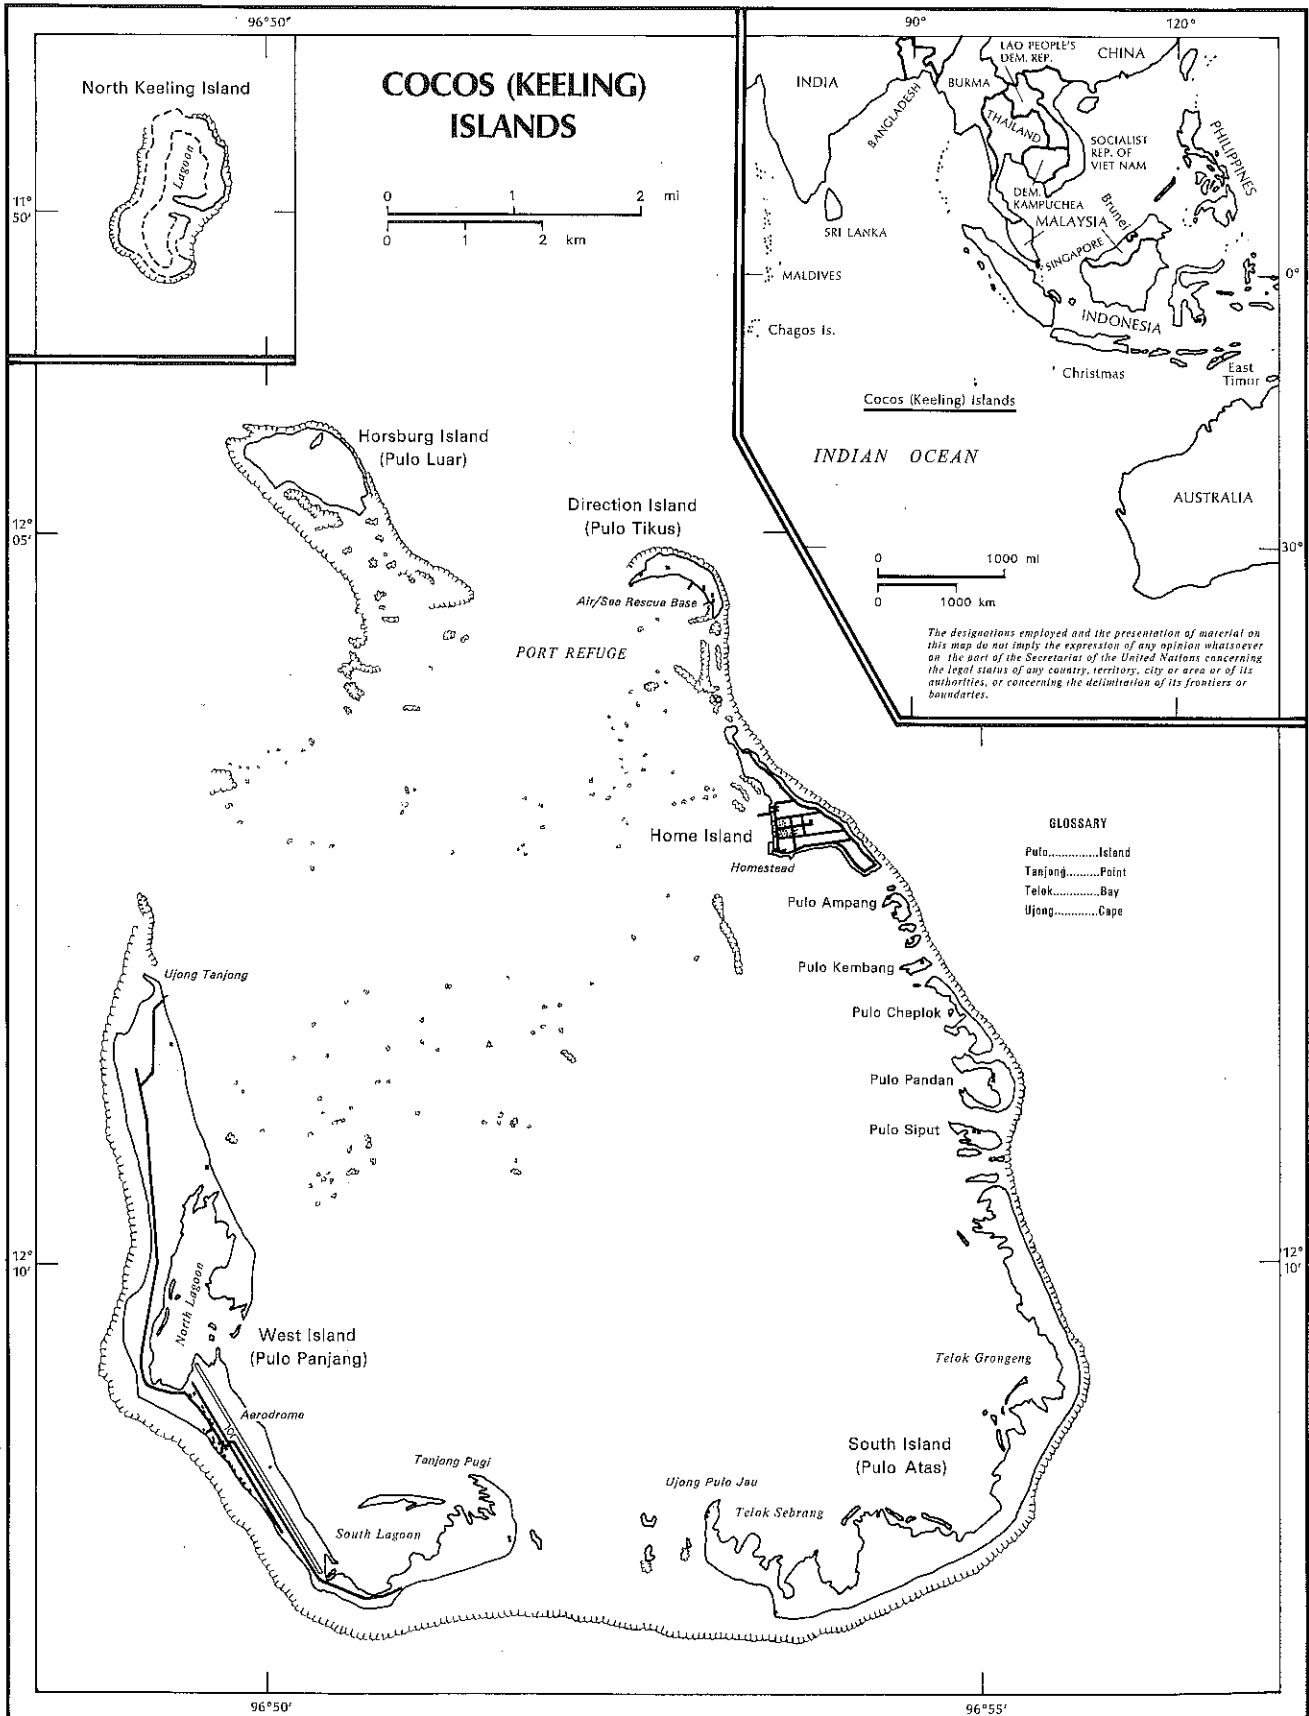 96°50'
90°
120°
North Keeling Island
Lagoon
11°
50'
COCOS (KEELING)
ISLANDS
0 1 2 mi
0 1 2 km
INDIA
BANGLADESH
BURMA
LAO PEOPLE'S
DEM. REP.
CHINA
THAILAND
SOCIALIST
REP. OF
VIET NAM
PHILIPPINES
DEM.
KAMPUCHEA
MALAYSIA
Brunei
SINGAPORE
SRI LANKA
MALDIVES
0°
INDONESIA
Chagos Is.
Christmas
East
Timor
Cocos (Keeling) Islands
INDIAN OCEAN
AUSTRALIA
30°
0 1000 mi
0 1000 km
The designations employed and the presentation of material on
this map do not imply the expression of any opinion whatsoever
on the part of the Secretariat of the United Nations concerning
the legal status of any country, territory, city or area or of its
authorities, or concerning the delimitation of its frontiers or
boundaries.
Horsburg Island
(Pulo Luar)
12°
05'
Direction Island
(Pulo Tikus)
Air/Sea Rescue Base
PORT REFUGE
Home Island
Homestead
GLOSSARY
Pulo..............Island
Tanjong..........Point
Telok.............Bay
Ujong.............Cape
Pulo Ampang
Pulo Kembang
Pulo Cheplok
Pulo Pandan
Pulo Siput
Ujong Tanjong
12°
10'
12°
10'
North Lagoon
West Island
(Pulo Panjang)
Aerodrome
Telok Grongeng
South Island
(Pulo Atas)
Tanjong Pugi
Ujong Pulo Jau
Telok Sebrang
South Lagoon
96°50'
96°55'